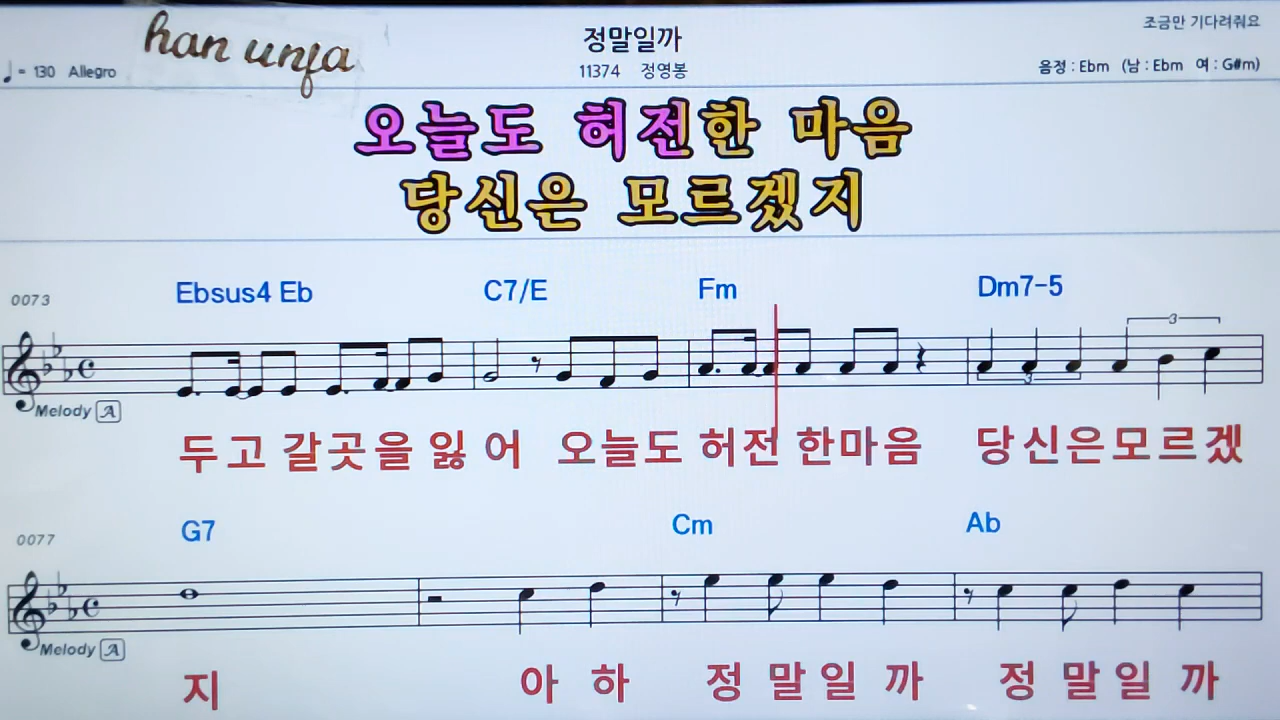 han unfa
정말일까
조금만 기다려줘요
♩= 130 Allegro
11374 정영봉
음정 : Ebm (남 : Ebm 여 : G#m)
오늘도 허전한 마음
당신은 모르겠지
0073
Ebsus4 Eb C7/E Fm Dm7-5
3
3
Melody A
두고 갈곳을 잃 어 오늘도 허전 한마음 당신은모르겠
0077
G7 Cm Ab
Melody A
지 아 하 정 말일 까 정 말일 까